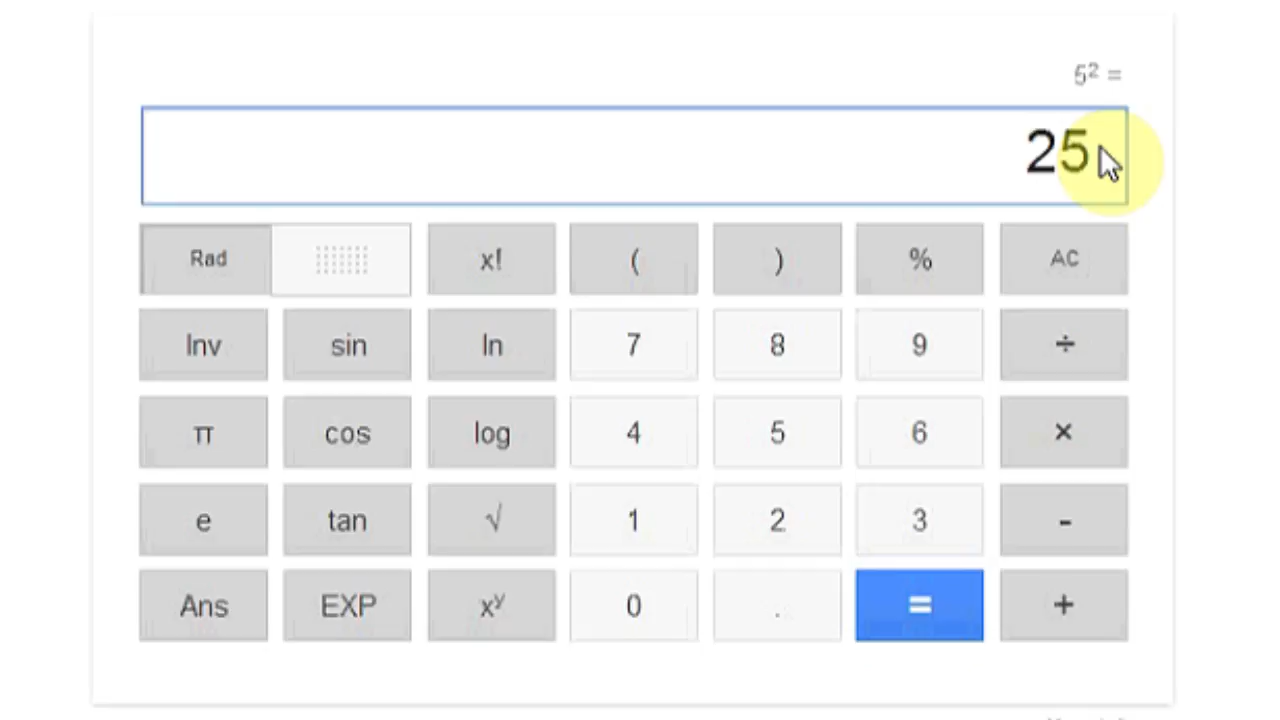 5² =
25
Rad x! ( ) % AC
Inv sin ln 7 8 9 ÷
π cos log 4 5 6 ×
e tan √ 1 2 3 -
Ans EXP xʸ 0 . = +